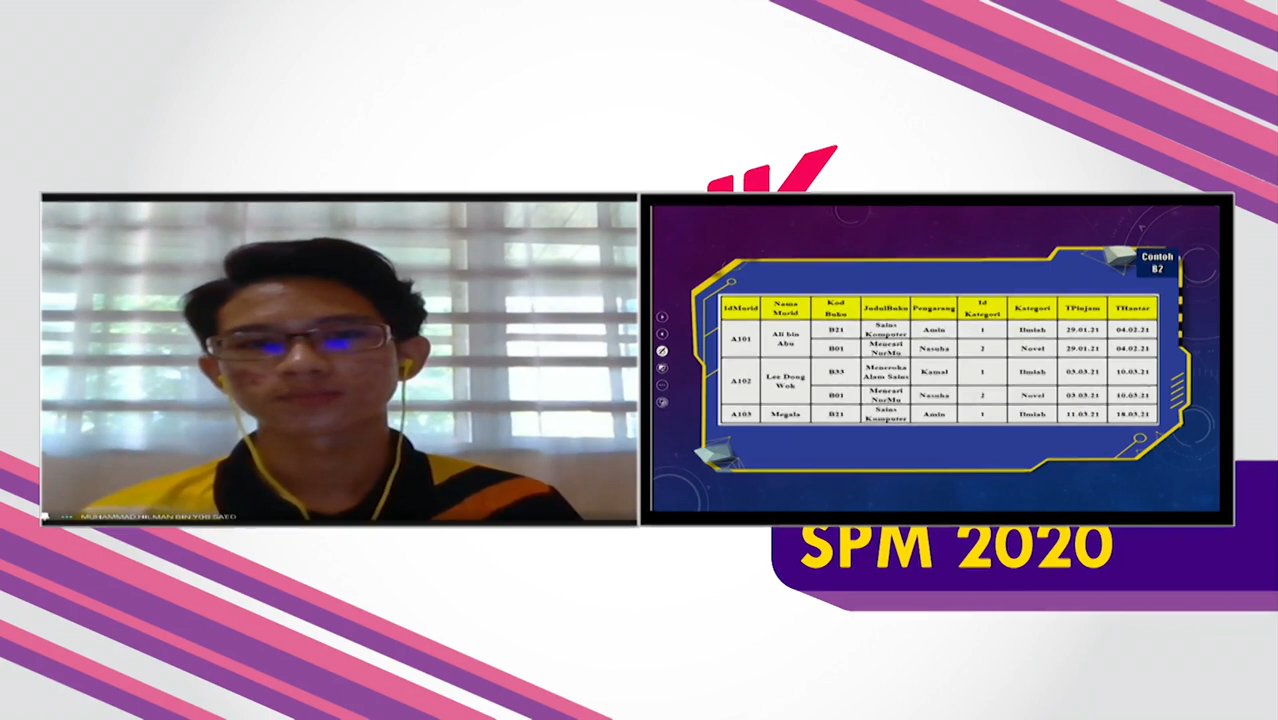 Contoh
B2
IdMurid Nama Murid Kod Buku JudulBuku Pengarang Id Kategori Kategori TPinjam THantar
A101 Ali bin Abu B21 Sains Komputer Amin 1 Ilmiah 29.01.21 04.02.21
B01 Mencari NurMu Nasuha 2 Novel 29.01.21 04.02.21
A102 Lee Dong Wok B33 Meneroka Alam Sains Kamal 1 Ilmiah 03.03.21 10.03.21
B01 Mencari NurMu Nasuha 2 Novel 03.03.21 10.03.21
A103 Megala B21 Sains Komputer Amin 1 Ilmiah 11.03.21 18.03.21
MUHAMMAD HILMAN BIN
SPM 2020